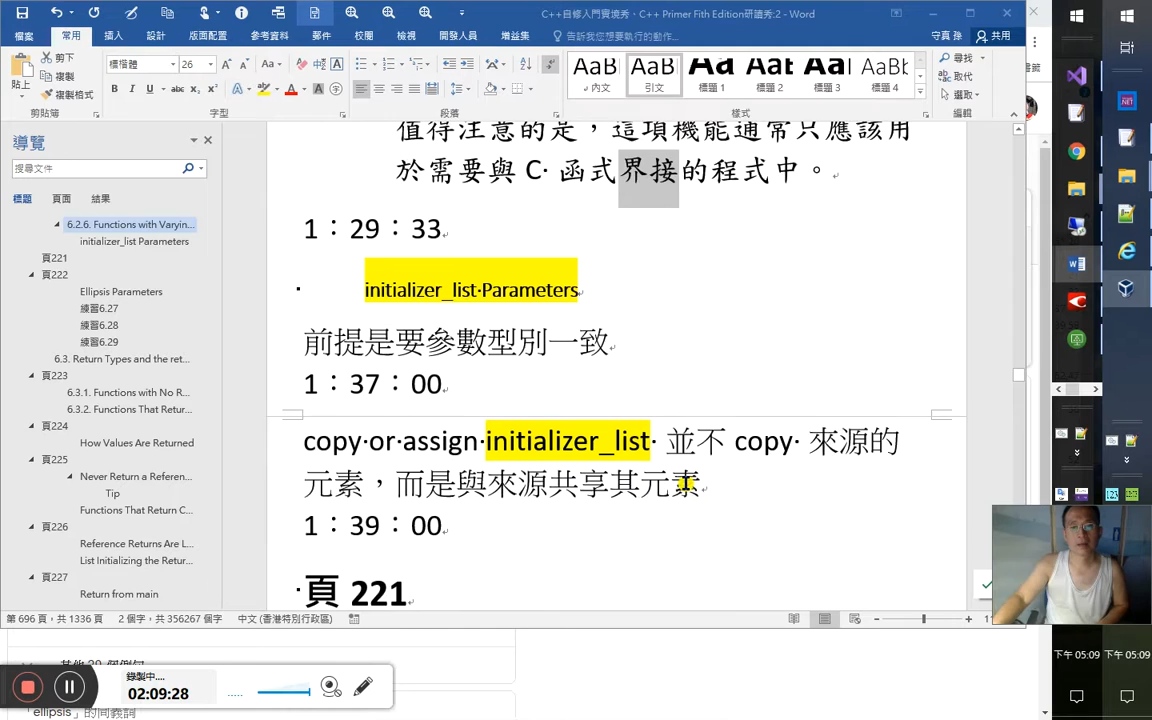 C++自修入門實境秀、C++ Primer Fith Edition研讀秀:2 - Word
檔案 常用 插入 設計 版面配置 參考資料 郵件 校閱 檢視 開發人員 增益集 告訴我您想要執行的動作... 守真 孫 共用
剪下
複製
複製格式
貼上
標楷體 26
AaBb 內文
AaBb 引文
AaB 標題 1
AaBb 標題 2
AaB 標題 3
AaBbC 標題 4
尋找
取代
選取
剪貼簿 字型 段落 樣式 編輯
導覽
搜尋文件
標題 頁面 結果
6.2.6. Functions with Varyin...
initializer_list Parameters
頁221
頁222
Ellipsis Parameters
練習6.27
練習6.28
練習6.29
6.3. Return Types and the ret...
頁223
6.3.1. Functions with No R...
6.3.2. Functions That Retur...
頁224
How Values Are Returned
頁225
Never Return a Referenc...
Tip
Functions That Return C...
頁226
Reference Returns Are L...
List Initializing the Retur...
頁227
Return from main
值得注意的是，這項機能通常只應該用
於需要與 C 函式界接的程式中。
1：29：33
initializer_list Parameters
前提是要參數型別一致
1：37：00
copy or assign initializer_list 並不 copy 來源的
元素，而是與來源共享其元素
1：39：00
頁 221
第 696 頁，共 1336 頁 2 個字，共 356267 個字 中文 (香港特別行政區)
錄製中...
02:09:28
「ellipsis」的同義詞
下午 05:09 下午 05:09